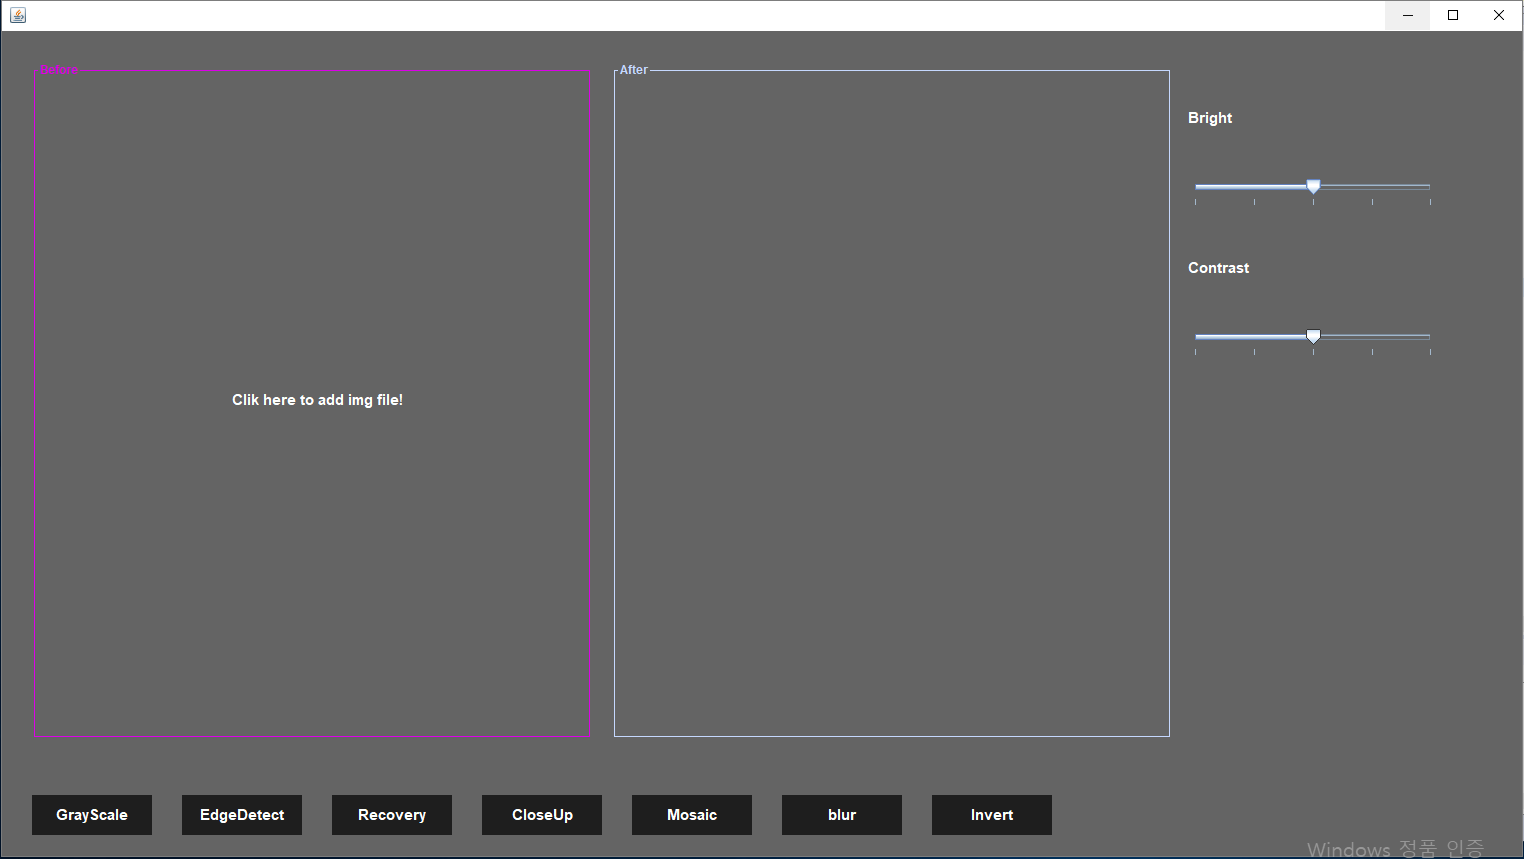 Before
After
Bright
Contrast
Clik here to add img file!
GrayScale
EdgeDetect
Recovery
CloseUp
Mosaic
blur
Invert
Windows 정품 인증